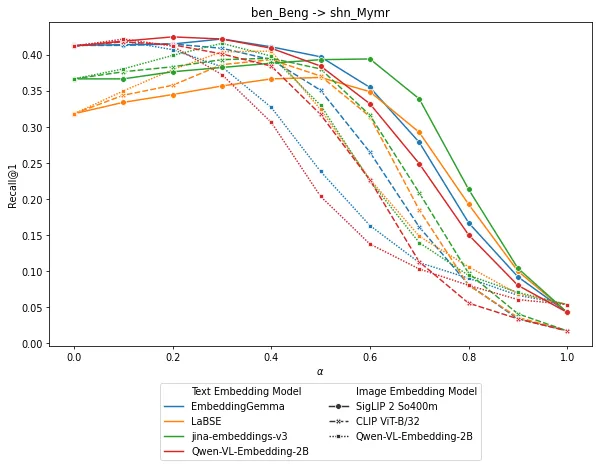 ben_Beng -> shn_Mymr
Recall@1
0.40
0.35
0.30
0.25
0.20
0.15
0.10
0.05
0.00
0.0 0.2 0.4 0.6 0.8 1.0
α
Text Embedding Model
EmbeddingGemma
LaBSE
jina-embeddings-v3
Qwen-VL-Embedding-2B
Image Embedding Model
SigLIP 2 So400m
CLIP ViT-B/32
Qwen-VL-Embedding-2B